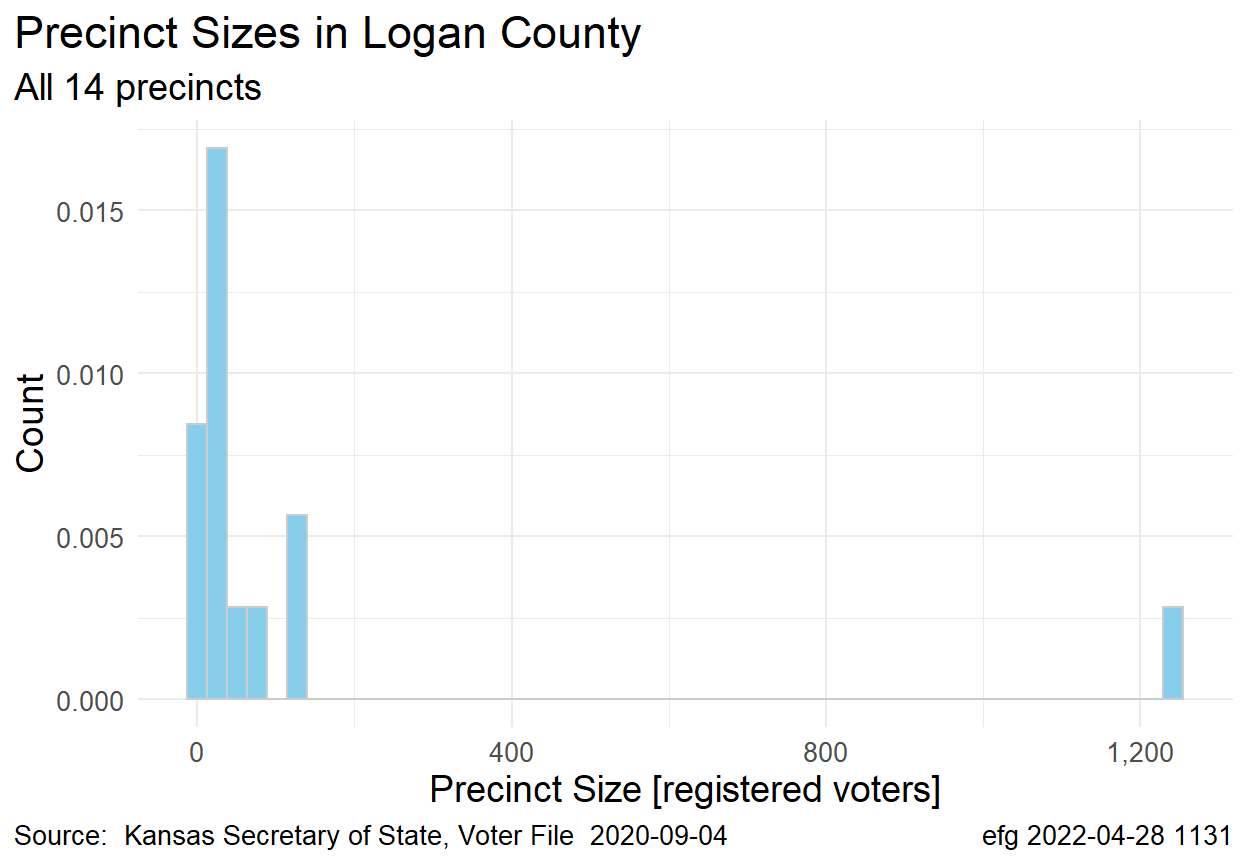 Precinct Sizes in Logan County
All 14 precincts
Count
0.015
0.010
0.005
0.000
0 400 800 1,200
Precinct Size [registered voters]
Source:  Kansas Secretary of State, Voter File  2020-09-04
efg 2022-04-28 1131